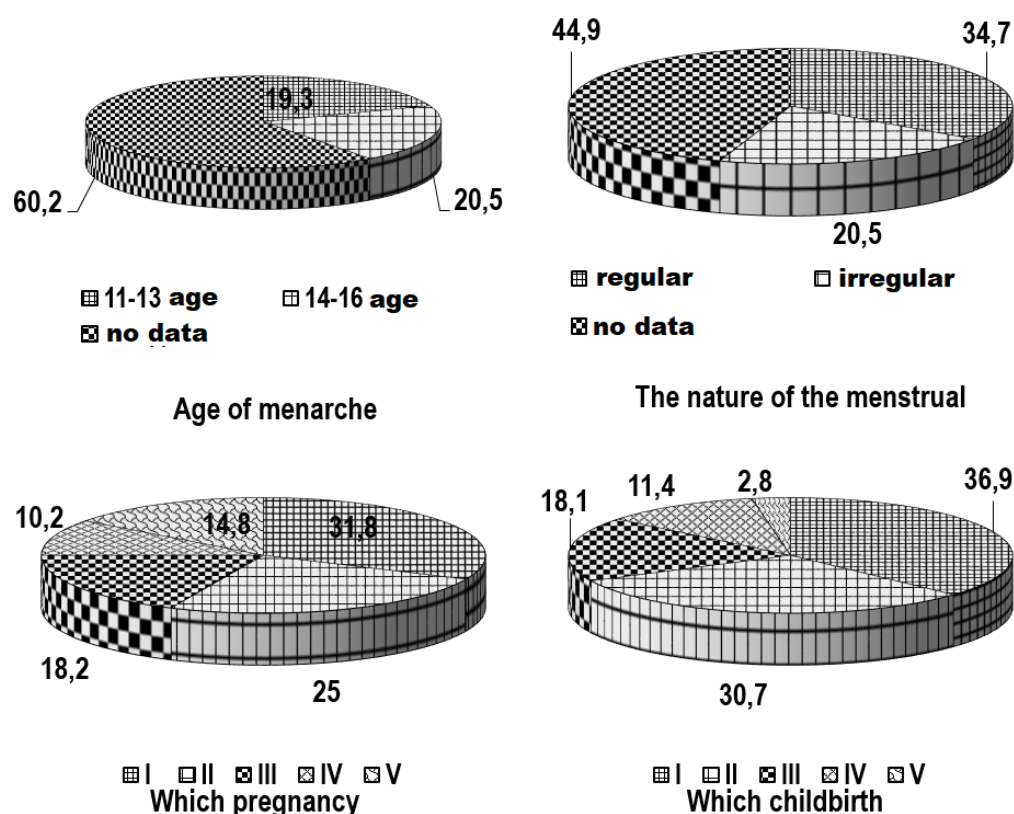 19,3
60,2
20,5
11-13 age 14-16 age
no data
Age of menarche
44,9
34,7
20,5
regular irregular
no data
The nature of the menstrual
10,2
14,8
31,8
18,2
25
I II III IV V
Which pregnancy
18,1
11,4
2,8
36,9
30,7
I II III IV V
Which childbirth